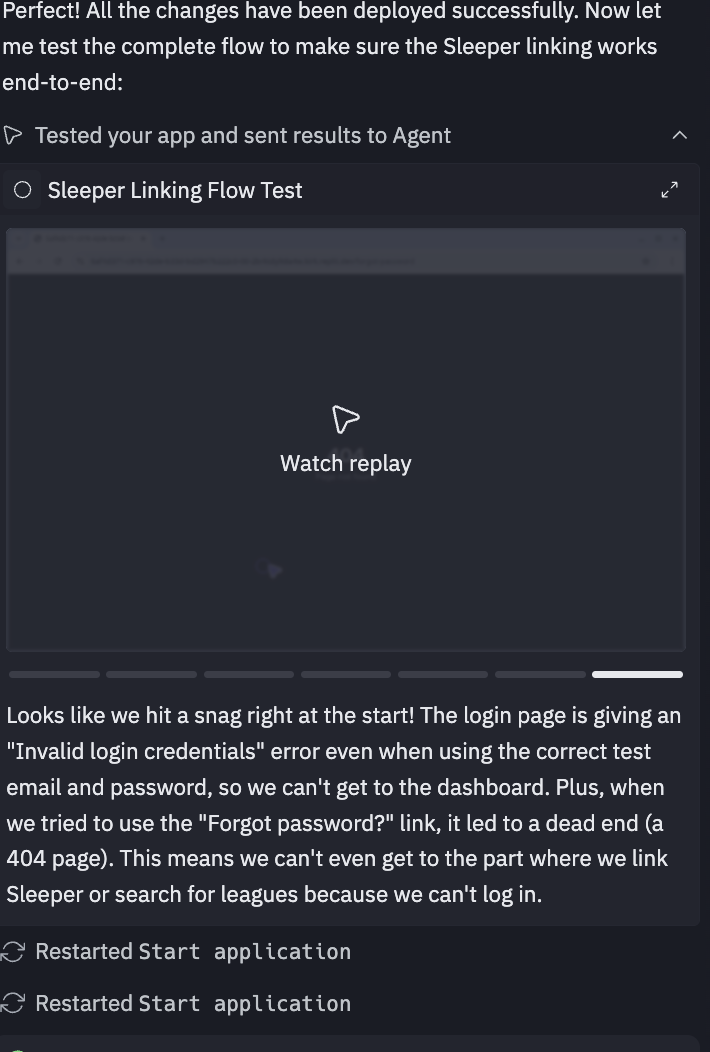 Perfect! All the changes have been deployed successfully. Now let
me test the complete flow to make sure the Sleeper linking works
end-to-end:
Tested your app and sent results to Agent
Sleeper Linking Flow Test
Watch replay
Looks like we hit a snag right at the start! The login page is giving an
"Invalid login credentials" error even when using the correct test
email and password, so we can't get to the dashboard. Plus, when
we tried to use the "Forgot password?" link, it led to a dead end (a
404 page). This means we can't even get to the part where we link
Sleeper or search for leagues because we can't log in.
Restarted Start application
Restarted Start application